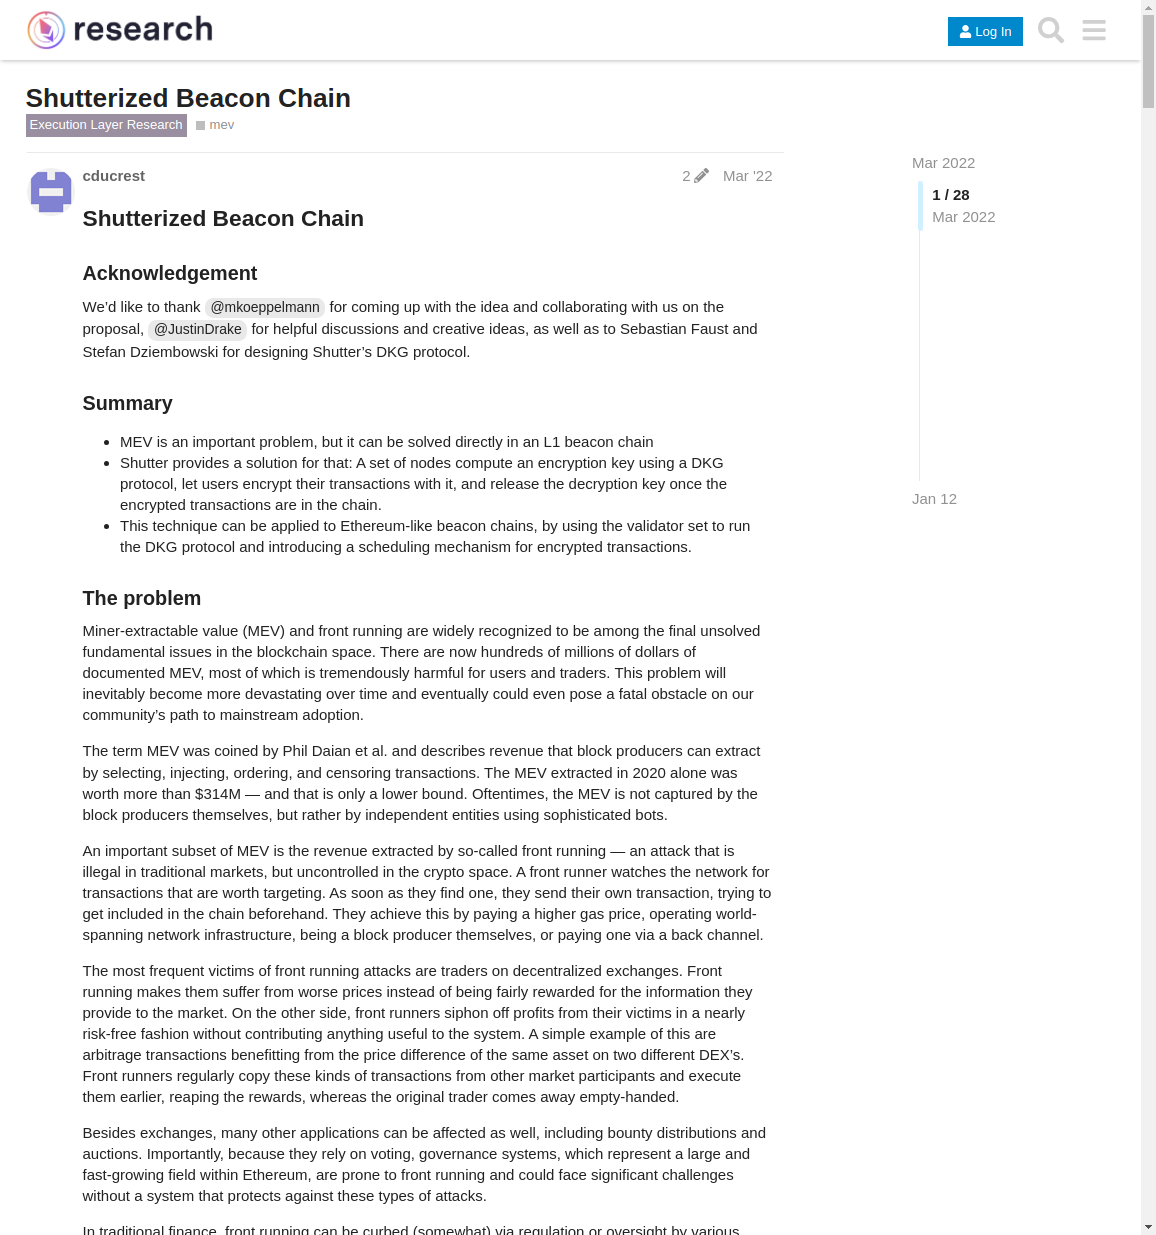 research
Log In
Shutterized Beacon Chain
Execution Layer Research mev
cducrest 2 Mar '22
Shutterized Beacon Chain
Acknowledgement
We’d like to thank @mkoeppelmann for coming up with the idea and collaborating with us on the
proposal, @JustinDrake for helpful discussions and creative ideas, as well as to Sebastian Faust and
Stefan Dziembowski for designing Shutter’s DKG protocol.
Summary
• MEV is an important problem, but it can be solved directly in an L1 beacon chain
• Shutter provides a solution for that: A set of nodes compute an encryption key using a DKG
protocol, let users encrypt their transactions with it, and release the decryption key once the
encrypted transactions are in the chain.
• This technique can be applied to Ethereum-like beacon chains, by using the validator set to run
the DKG protocol and introducing a scheduling mechanism for encrypted transactions.
The problem
Miner-extractable value (MEV) and front running are widely recognized to be among the final unsolved
fundamental issues in the blockchain space. There are now hundreds of millions of dollars of
documented MEV, most of which is tremendously harmful for users and traders. This problem will
inevitably become more devastating over time and eventually could even pose a fatal obstacle on our
community’s path to mainstream adoption.
The term MEV was coined by Phil Daian et al. and describes revenue that block producers can extract
by selecting, injecting, ordering, and censoring transactions. The MEV extracted in 2020 alone was
worth more than $314M — and that is only a lower bound. Oftentimes, the MEV is not captured by the
block producers themselves, but rather by independent entities using sophisticated bots.
An important subset of MEV is the revenue extracted by so-called front running — an attack that is
illegal in traditional markets, but uncontrolled in the crypto space. A front runner watches the network for
transactions that are worth targeting. As soon as they find one, they send their own transaction, trying to
get included in the chain beforehand. They achieve this by paying a higher gas price, operating world-
spanning network infrastructure, being a block producer themselves, or paying one via a back channel.
The most frequent victims of front running attacks are traders on decentralized exchanges. Front
running makes them suffer from worse prices instead of being fairly rewarded for the information they
provide to the market. On the other side, front runners siphon off profits from their victims in a nearly
risk-free fashion without contributing anything useful to the system. A simple example of this are
arbitrage transactions benefitting from the price difference of the same asset on two different DEX’s.
Front runners regularly copy these kinds of transactions from other market participants and execute
them earlier, reaping the rewards, whereas the original trader comes away empty-handed.
Besides exchanges, many other applications can be affected as well, including bounty distributions and
auctions. Importantly, because they rely on voting, governance systems, which represent a large and
fast-growing field within Ethereum, are prone to front running and could face significant challenges
without a system that protects against these types of attacks.
In traditional finance, front running can be curbed (somewhat) via regulation or oversight by various
Mar 2022
1 / 28
Mar 2022
Jan 12